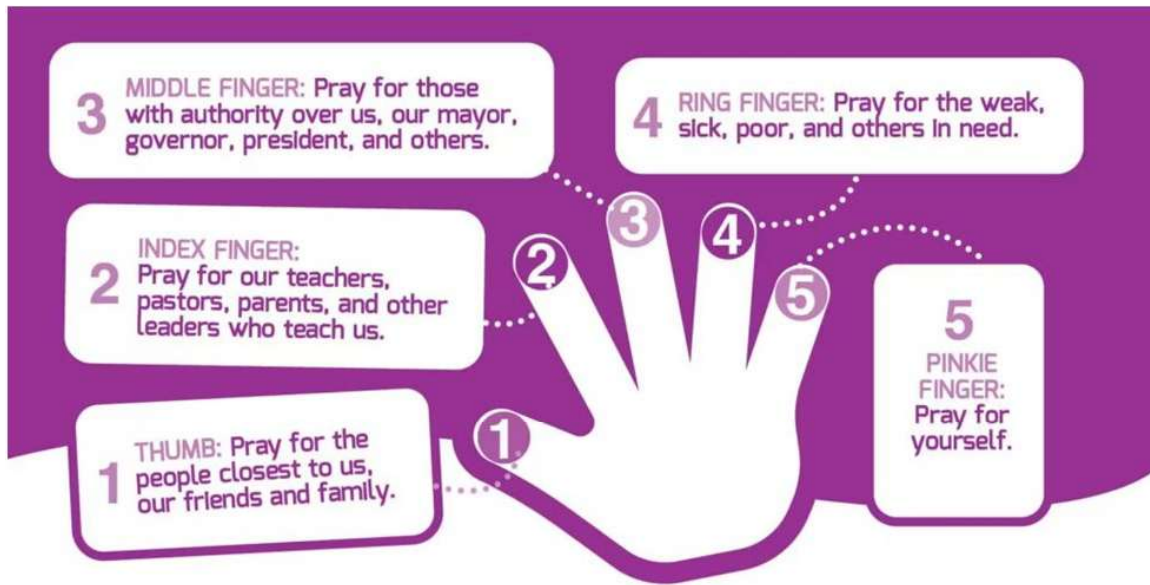 3
MIDDLE FINGER: Pray for those
with authority over us, our mayor,
governor, president, and others.
4
RING FINGER: Pray for the weak,
sick, poor, and others in need.
2
INDEX FINGER:
Pray for our teachers,
pastors, parents, and other
leaders who teach us.
1
THUMB: Pray for the
people closest to us,
our friends and family.
5
PINKIE
FINGER:
Pray for
yourself.
3
4
2
5
1